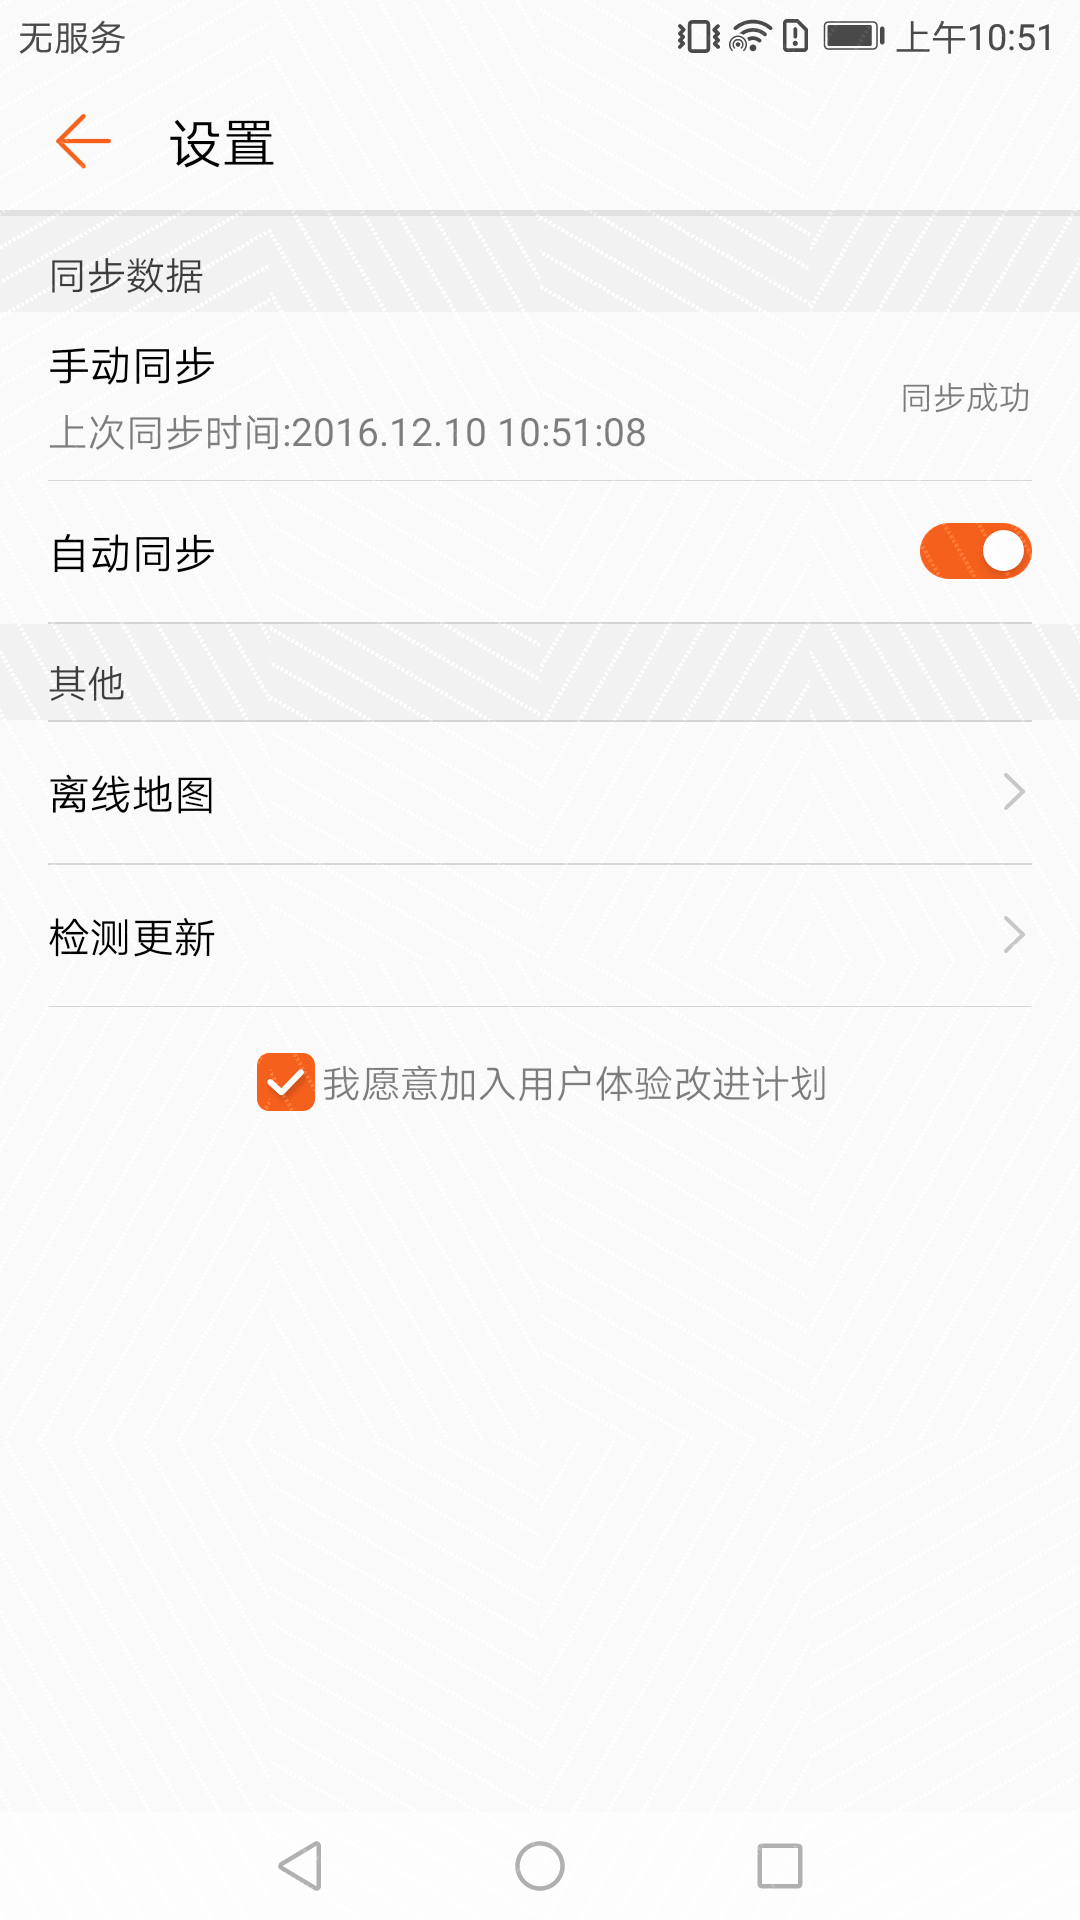 无服务 上午10:51
设置
同步数据
手动同步
同步成功
上次同步时间:2016.12.10 10:51:08
自动同步
其他
离线地图
检测更新
我愿意加入用户体验改进计划